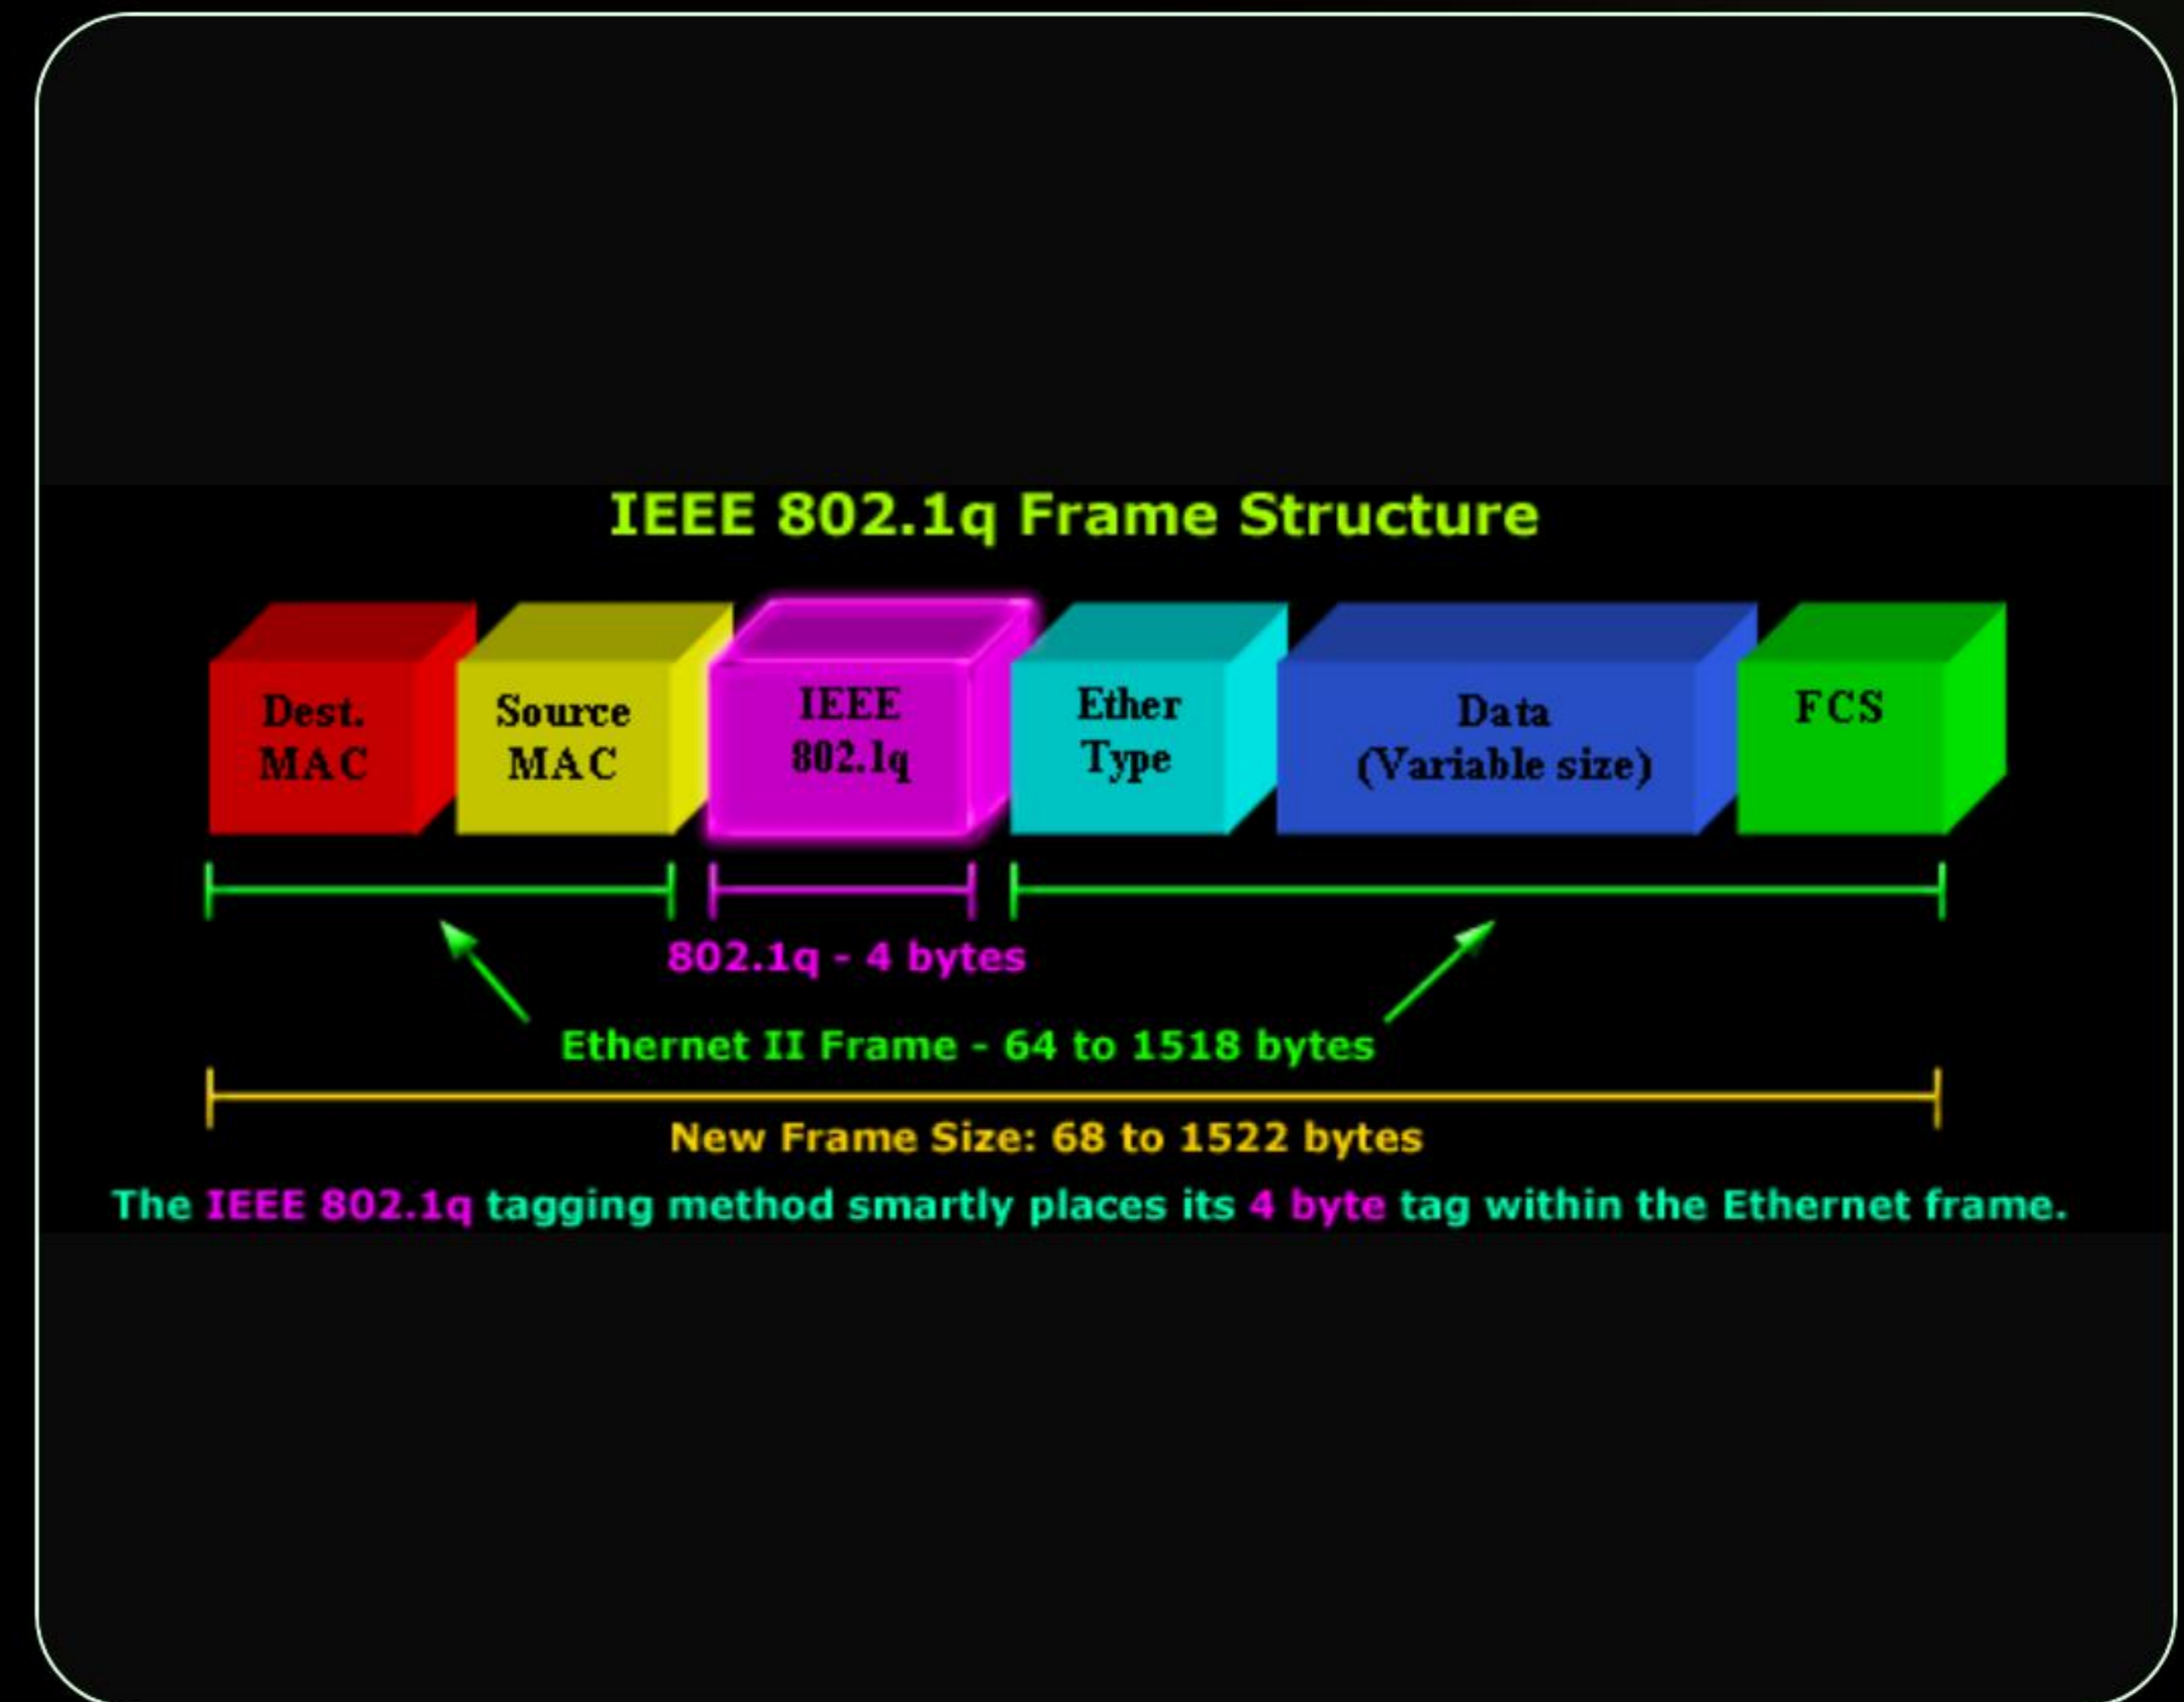 IEEE 802.1q Frame Structure
Dest.
MAC
Source
MAC
IEEE
802.1q
Ether
Type
Data
(Variable size)
FCS
802.1q - 4 bytes
Ethernet II Frame - 64 to 1518 bytes
New Frame Size: 68 to 1522 bytes
The IEEE 802.1q tagging method smartly places its 4 byte tag within the Ethernet frame.